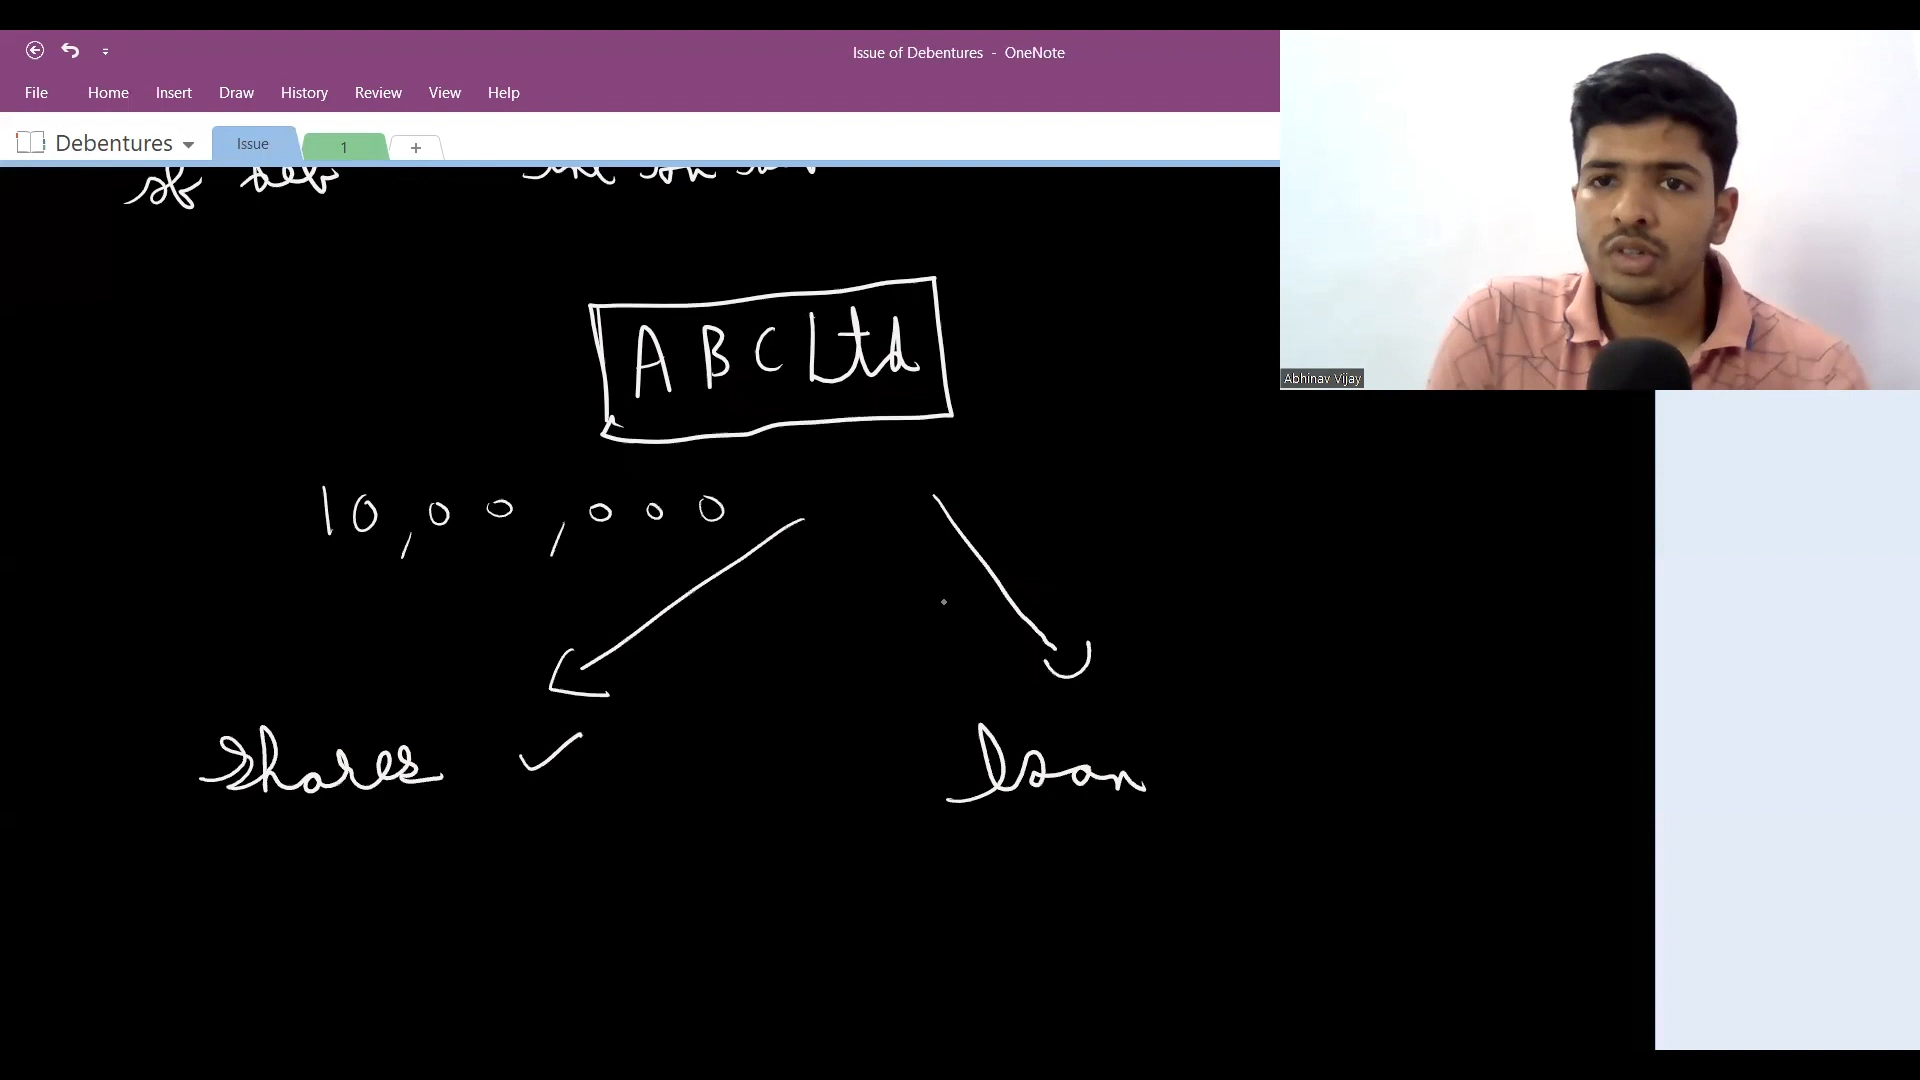 Issue of Debentures - OneNote
File Home Insert Draw History Review View Help
Debentures Issue 1 +
Abhinav Vijay
A B C Ltd
10,00,000
Shares ✓ loan